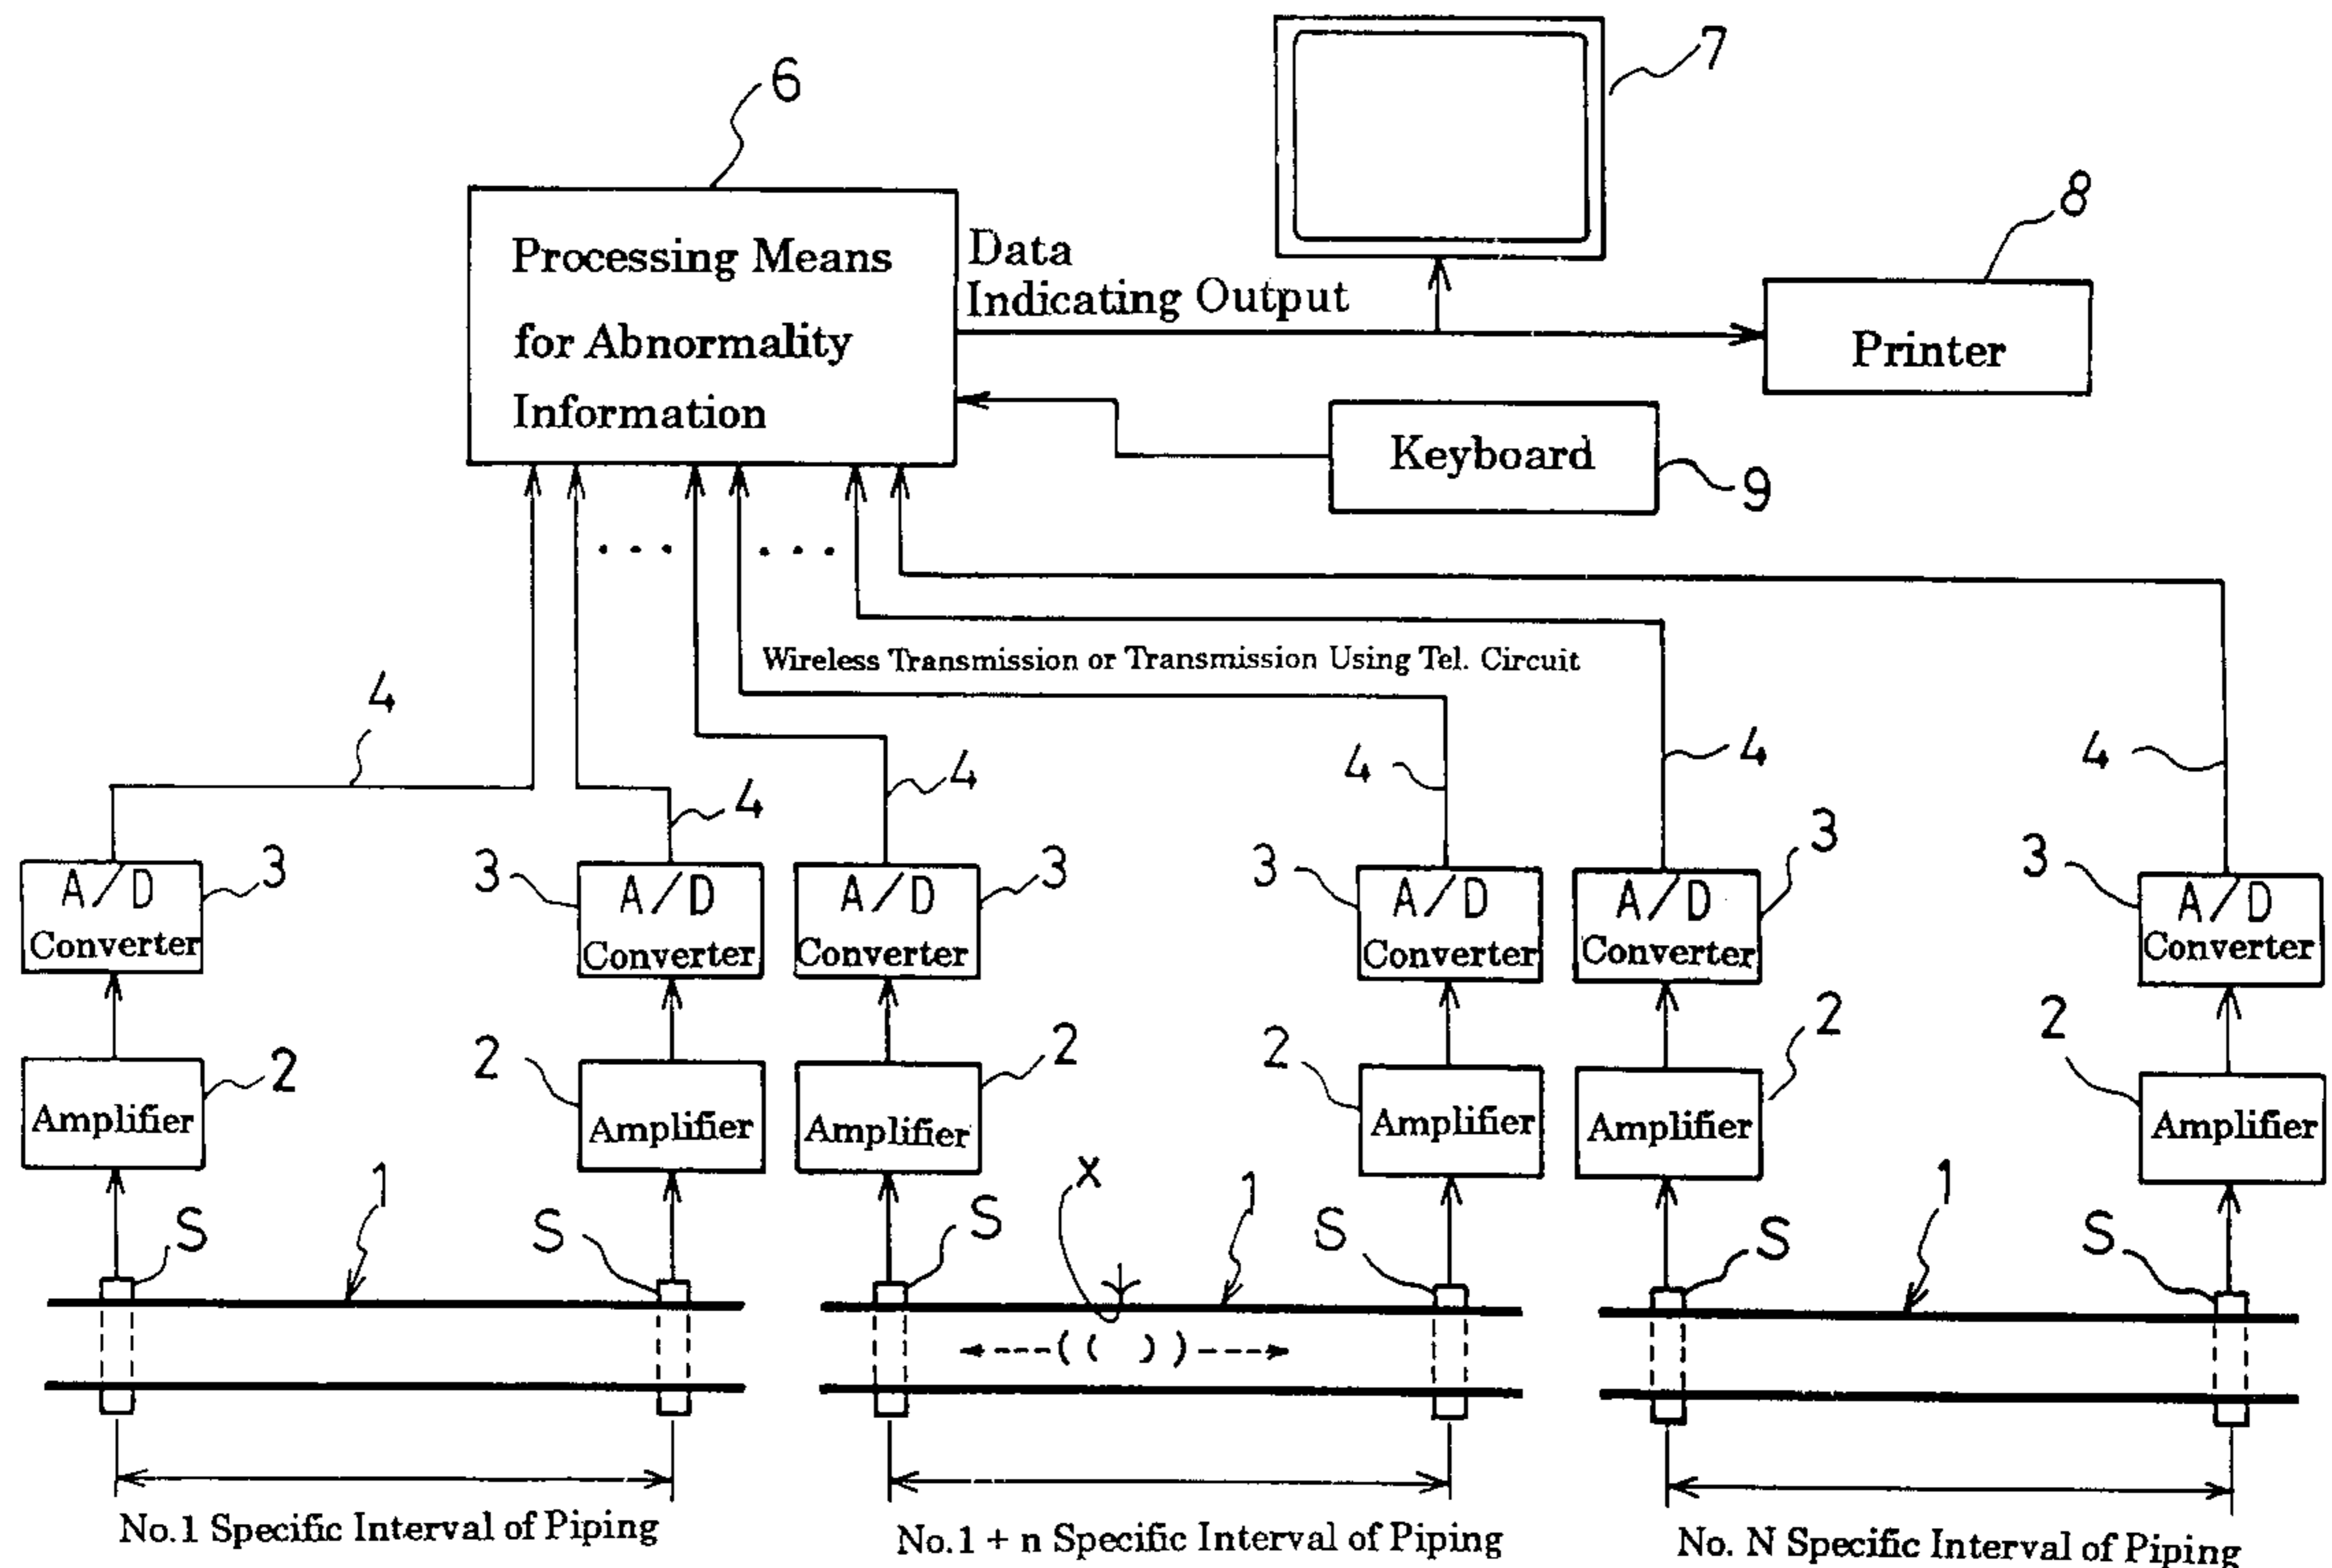 7
6
8
Processing Means
for Abnormality
Information
Data
Indicating Output
Printer
Keyboard
9
Wireless Transmission or Transmission Using Tel. Circuit
4
4
4
4
4
4
3
3
3
3
3
3
A/D
Converter
A/D
Converter
A/D
Converter
A/D
Converter
A/D
Converter
A/D
Converter
2
2
2
2
2
2
Amplifier
Amplifier
Amplifier
Amplifier
Amplifier
Amplifier
S
1
S
S
X
1
S
S
1
S
No.1 Specific Interval of Piping
No.1 + n Specific Interval of Piping
No. N Specific Interval of Piping